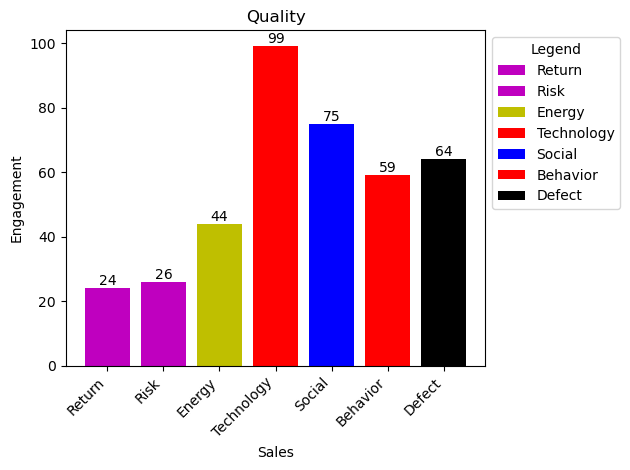 Quality
Engagement
100
80
60
40
20
0
24
26
44
99
75
59
64
Return
Risk
Energy
Technology
Social
Behavior
Defect
Sales
Legend
Return
Risk
Energy
Technology
Social
Behavior
Defect